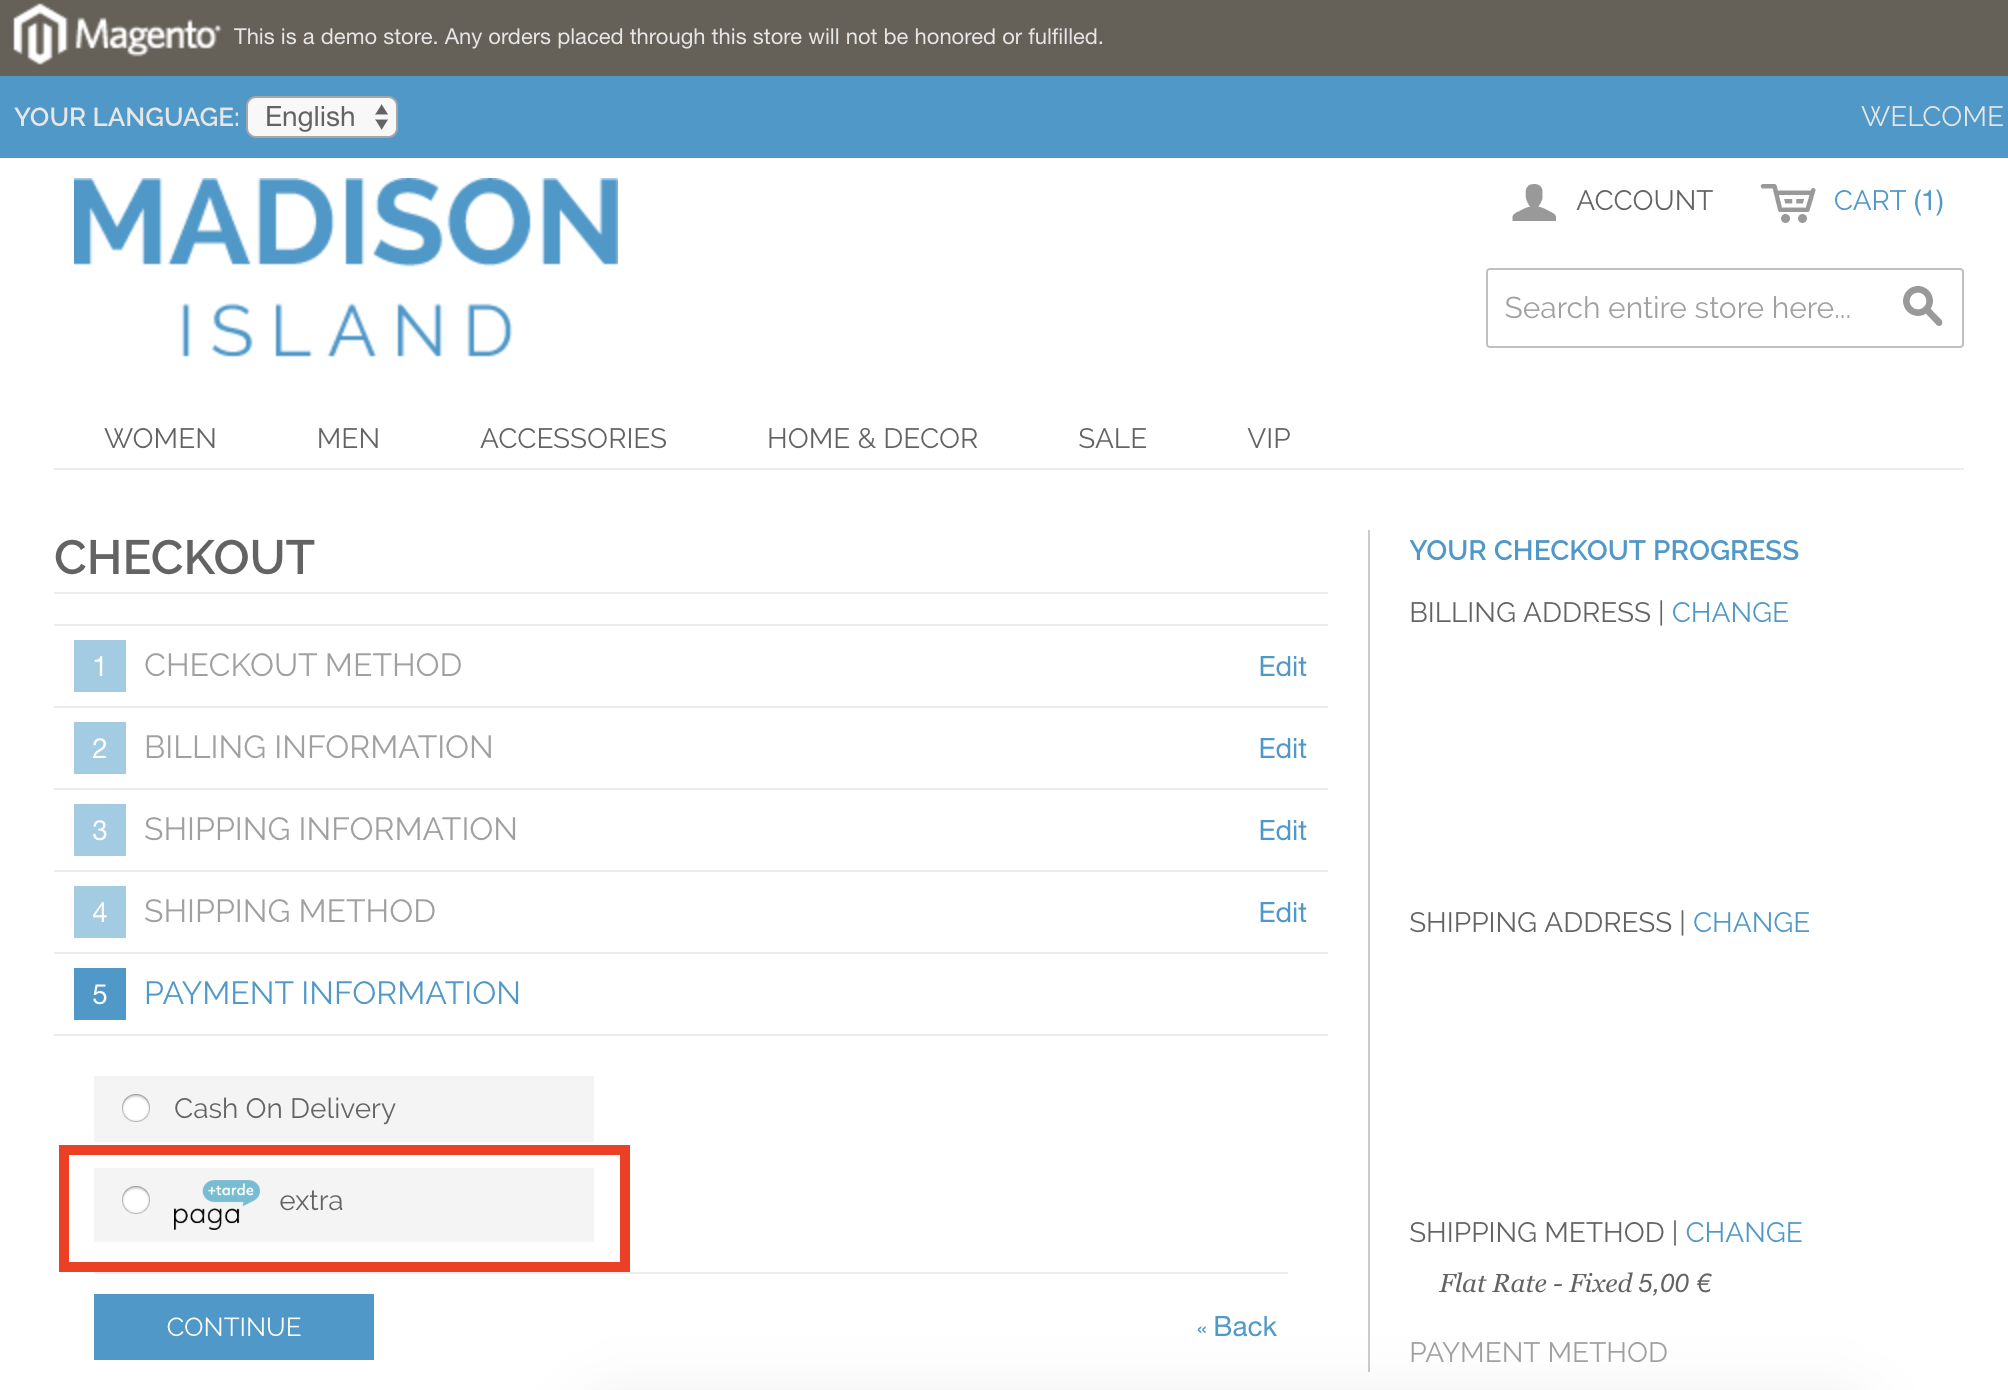 Magento This is a demo store. Any orders placed through this store will not be honored or fulfilled.
YOUR LANGUAGE: English
WELCOME
MADISON
ISLAND
ACCOUNT CART (1)
Search entire store here...
WOMEN MEN ACCESSORIES HOME & DECOR SALE VIP
CHECKOUT
1 CHECKOUT METHOD Edit
2 BILLING INFORMATION Edit
3 SHIPPING INFORMATION Edit
4 SHIPPING METHOD Edit
5 PAYMENT INFORMATION
Cash On Delivery
+tarde
paga extra
CONTINUE
« Back
YOUR CHECKOUT PROGRESS
BILLING ADDRESS | CHANGE
SHIPPING ADDRESS | CHANGE
SHIPPING METHOD | CHANGE
Flat Rate - Fixed 5,00 €
PAYMENT METHOD